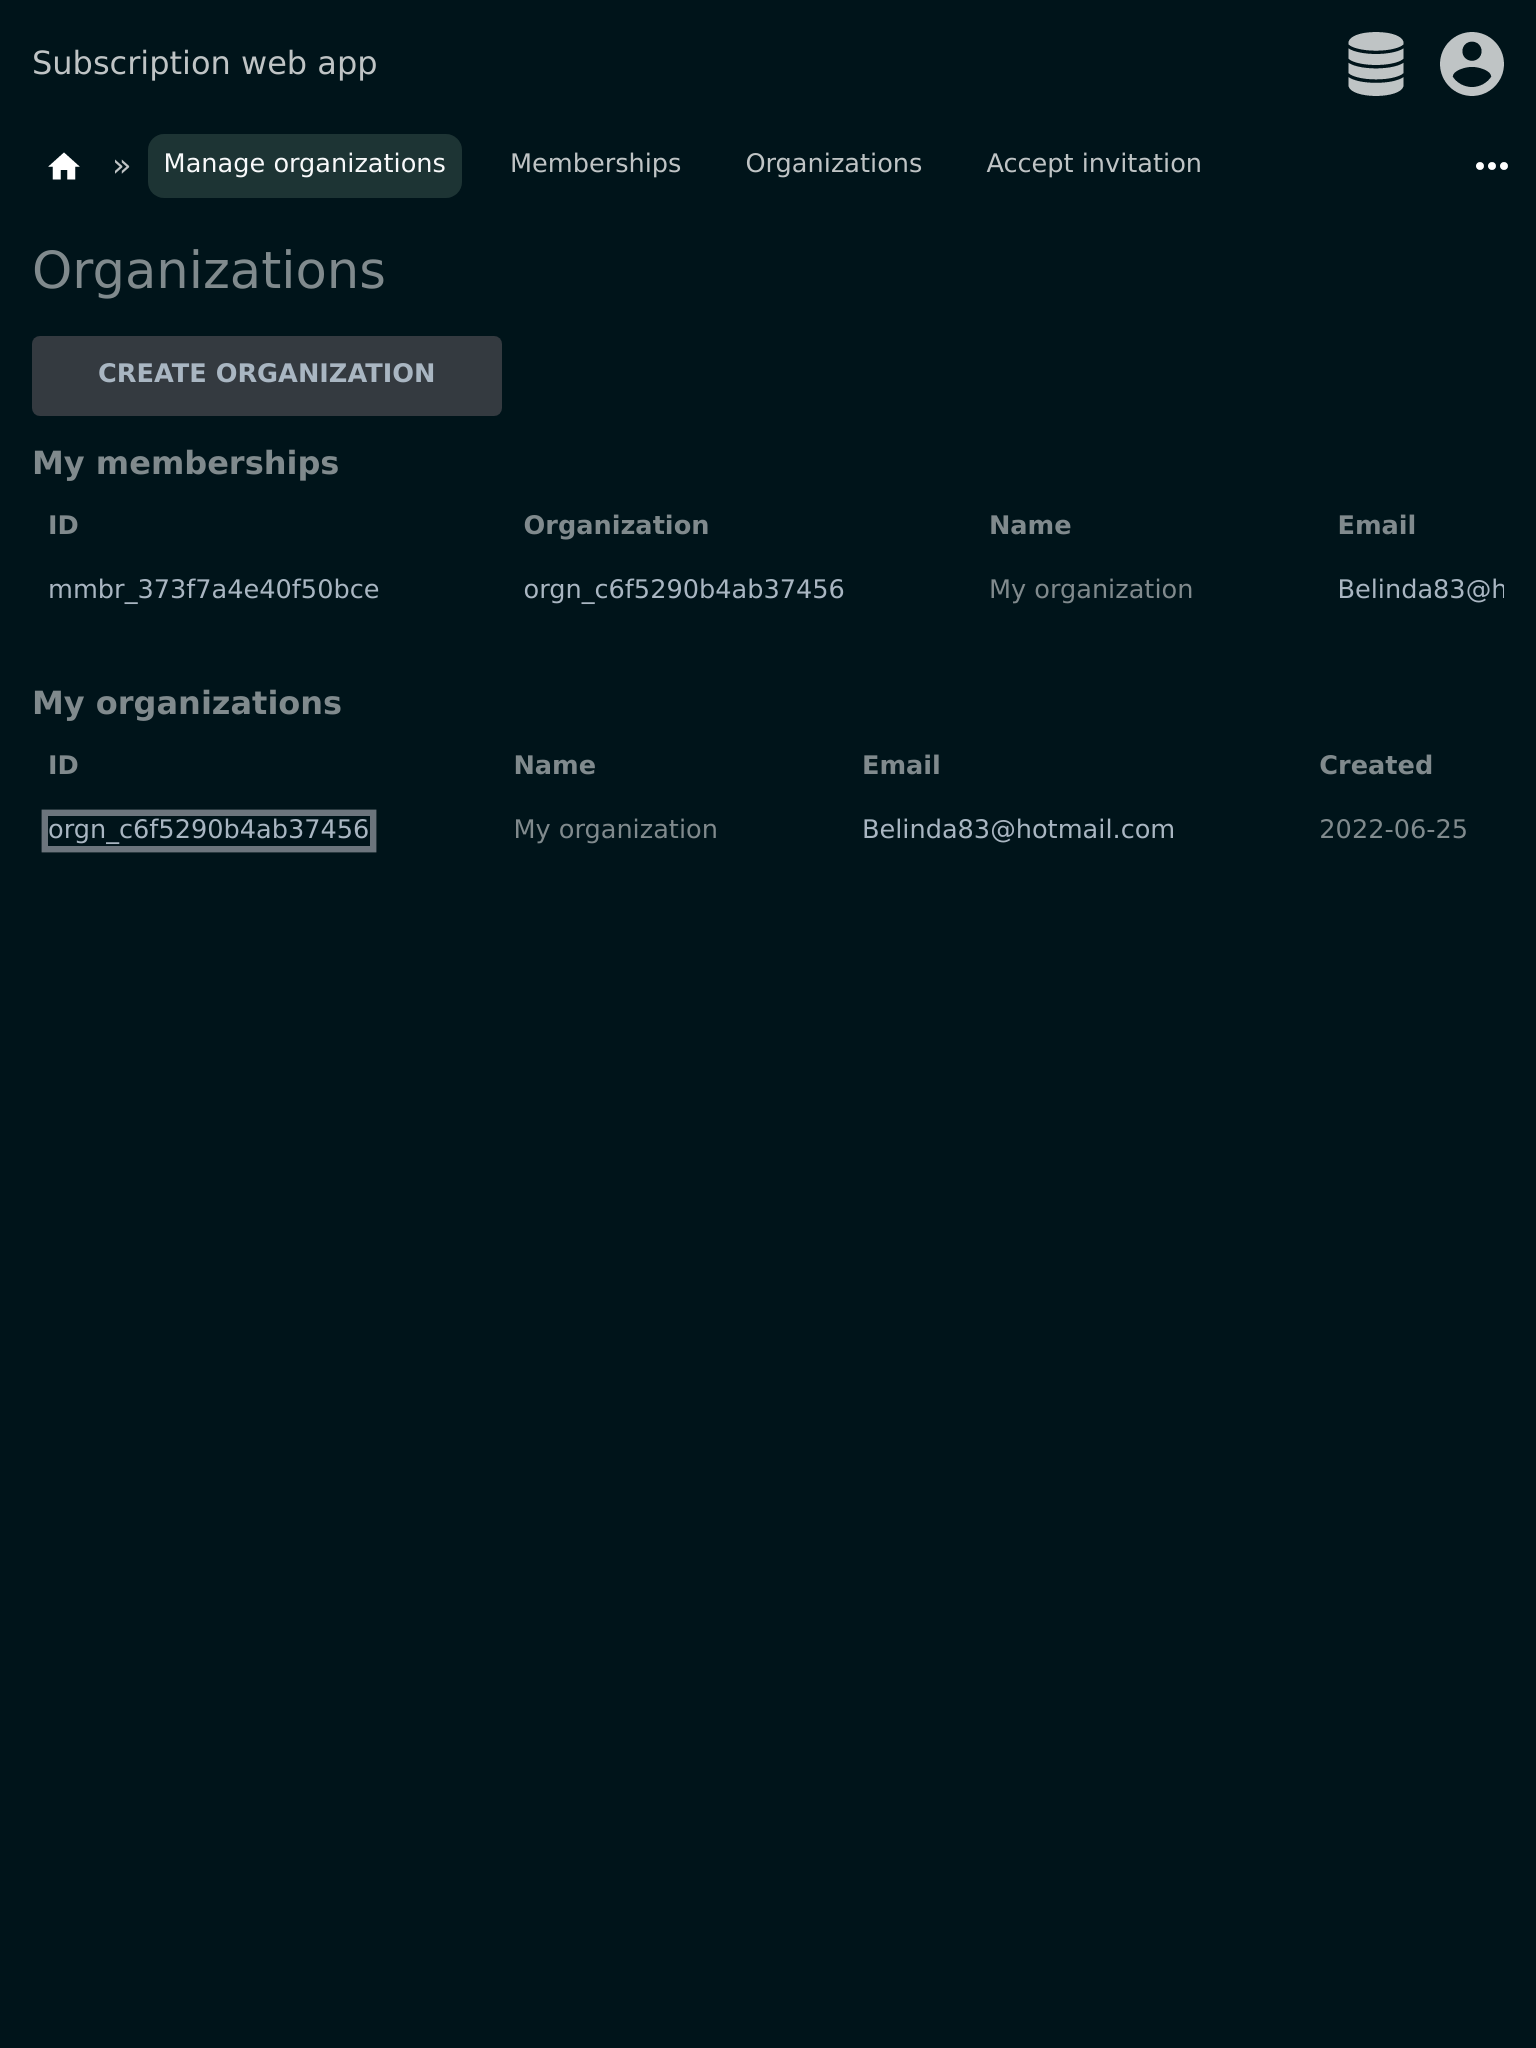 Subscription web app
» Manage organizations Memberships Organizations Accept invitation
Organizations
CREATE ORGANIZATION
My memberships
ID Organization Name Email
mmbr_373f7a4e40f50bce orgn_c6f5290b4ab37456 My organization Belinda83@h
My organizations
ID Name Email Created
orgn_c6f5290b4ab37456 My organization Belinda83@hotmail.com 2022-06-25